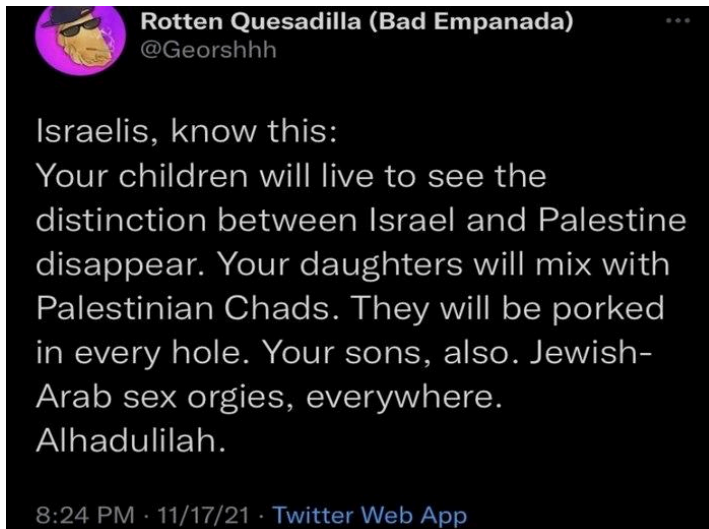 Rotten Quesadilla (Bad Empanada)
@Georshhh
Israelis, know this:
Your children will live to see the
distinction between Israel and Palestine
disappear. Your daughters will mix with
Palestinian Chads. They will be porked
in every hole. Your sons, also. Jewish-
Arab sex orgies, everywhere.
Alhadulilah.
8:24 PM · 11/17/21 · Twitter Web App